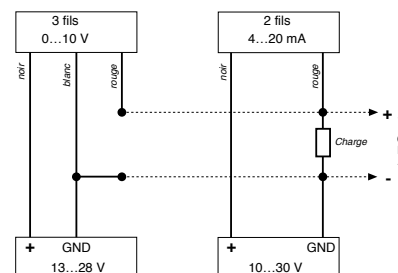 3 fils
0...10 V
2 fils
4...20 mA
noir
blanc
rouge
noir
rouge
+
Charge
-
+ GND
13...28 V
+ GND
10...30 V